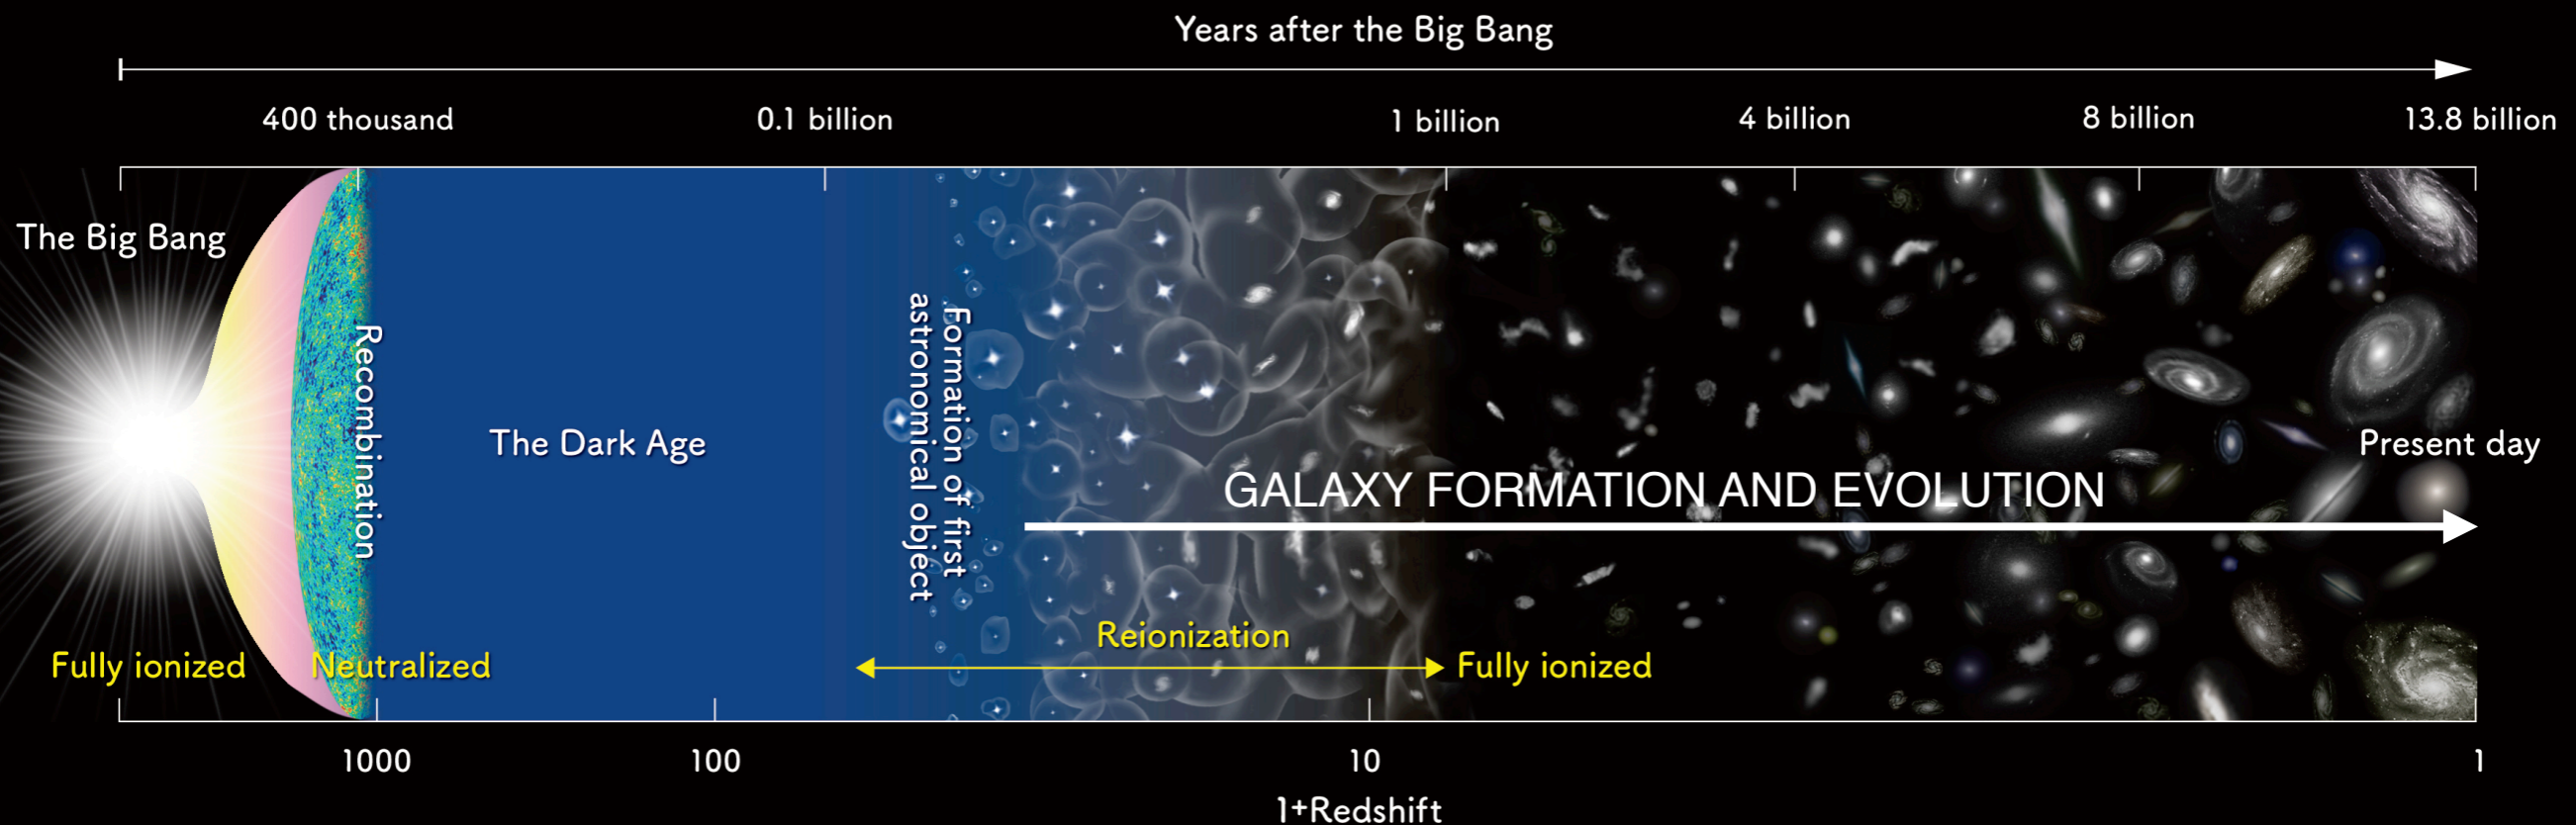 Years after the Big Bang
400 thousand
0.1 billion
1 billion
4 billion
8 billion
13.8 billion
The Big Bang
Recombination
The Dark Age
Formation of first
astronomical object
GALAXY FORMATION AND EVOLUTION
Present day
Reionization
Fully ionized
Neutralized
Fully ionized
1000
100
10
1
1+Redshift